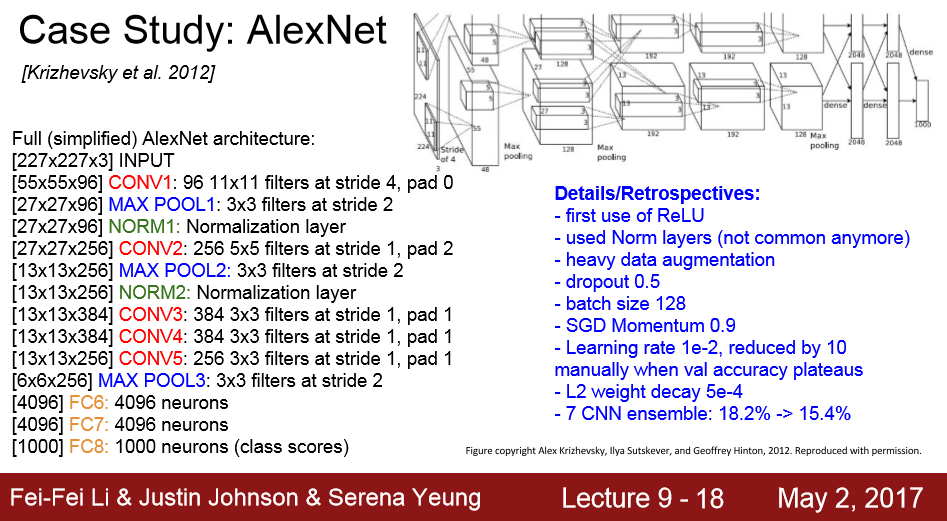 Case Study: AlexNet
[Krizhevsky et al. 2012]
Full (simplified) AlexNet architecture:
[227x227x3] INPUT
[55x55x96] CONV1: 96 11x11 filters at stride 4, pad 0
[27x27x96] MAX POOL1: 3x3 filters at stride 2
[27x27x96] NORM1: Normalization layer
[27x27x256] CONV2: 256 5x5 filters at stride 1, pad 2
[13x13x256] MAX POOL2: 3x3 filters at stride 2
[13x13x256] NORM2: Normalization layer
[13x13x384] CONV3: 384 3x3 filters at stride 1, pad 1
[13x13x384] CONV4: 384 3x3 filters at stride 1, pad 1
[13x13x256] CONV5: 256 3x3 filters at stride 1, pad 1
[6x6x256] MAX POOL3: 3x3 filters at stride 2
[4096] FC6: 4096 neurons
[4096] FC7: 4096 neurons
[1000] FC8: 1000 neurons (class scores)
11
5
3
3
3
48
128
192
192
128
2048
2048
dense
11
55
5
5
27
13
13
13
224
11
11
55
27
3
3
3
dense
dense
1000
224
Stride
of 4
Max
pooling
128
Max
pooling
192
192
128
Max
pooling
2048
2048
3
48
Details/Retrospectives:
- first use of ReLU
- used Norm layers (not common anymore)
- heavy data augmentation
- dropout 0.5
- batch size 128
- SGD Momentum 0.9
- Learning rate 1e-2, reduced by 10
manually when val accuracy plateaus
- L2 weight decay 5e-4
- 7 CNN ensemble: 18.2% -> 15.4%
Figure copyright Alex Krizhevsky, Ilya Sutskever, and Geoffrey Hinton, 2012. Reproduced with permission.
Fei-Fei Li & Justin Johnson & Serena Yeung
Lecture 9 - 18
May 2, 2017